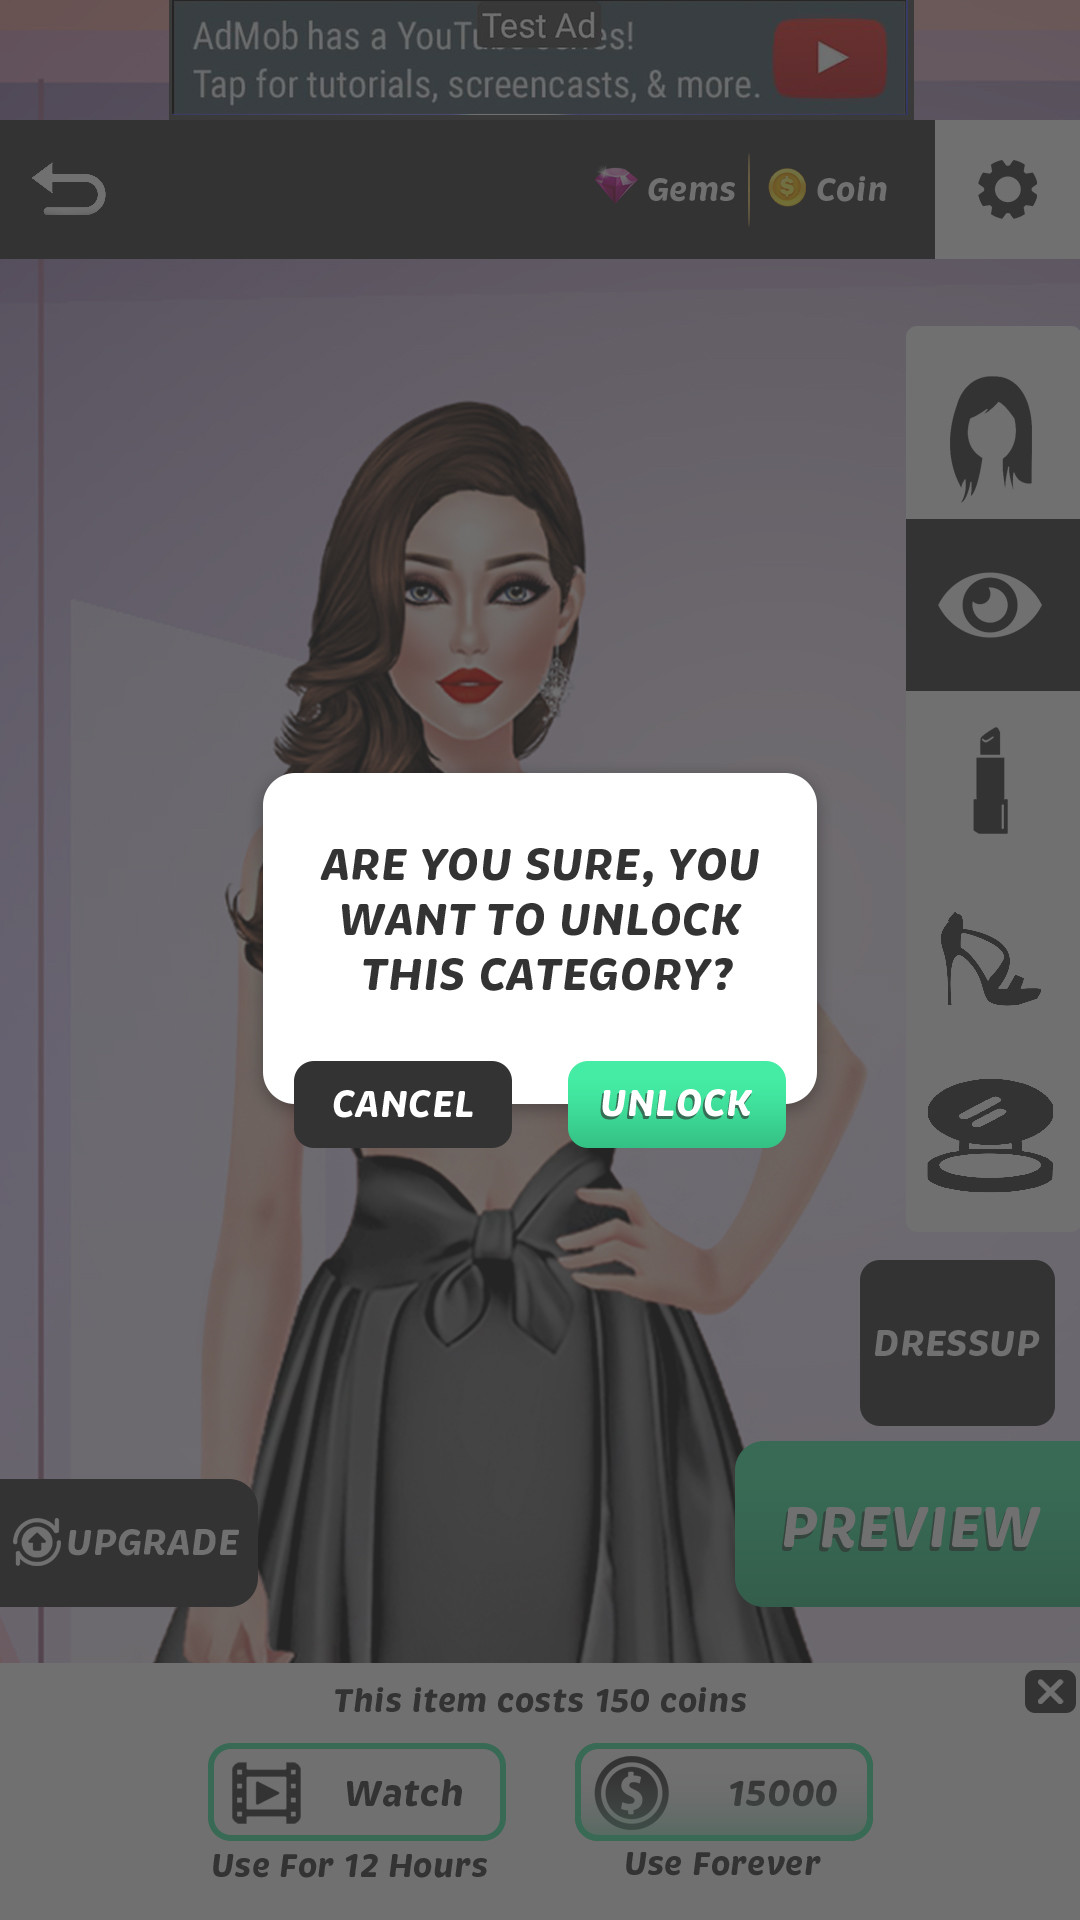 Test Ad
AdMob has a YouTube series!
Tap for tutorials, screencasts, & more.
Gems
Coin
ARE YOU SURE, YOU
WANT TO UNLOCK
THIS CATEGORY?
CANCEL
UNLOCK
DRESSUP
PREVIEW
UPGRADE
This item costs 150 coins
Watch
15000
Use For 12 Hours
Use Forever